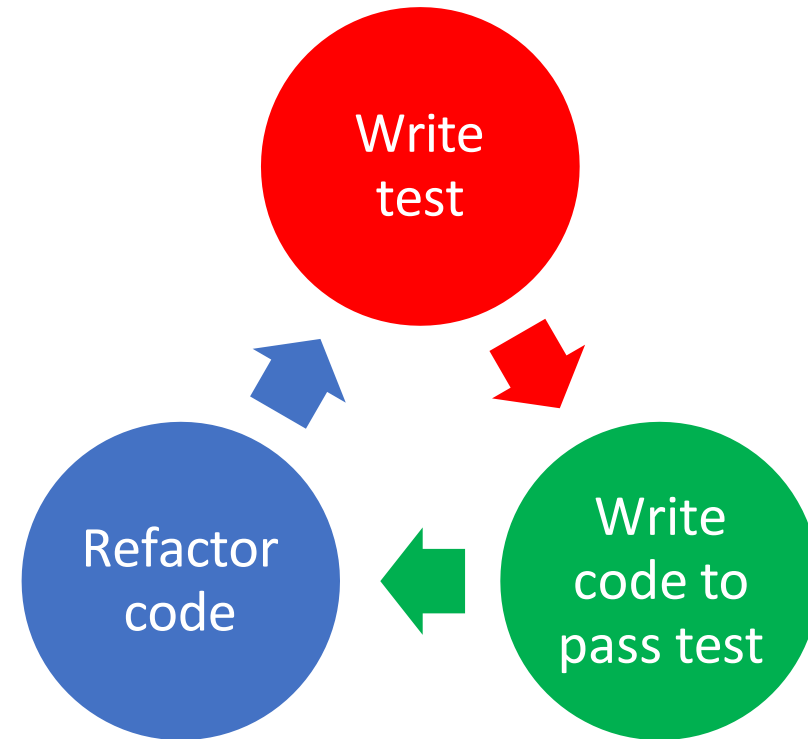 Write
test
Write
code to
pass test
Refactor
code